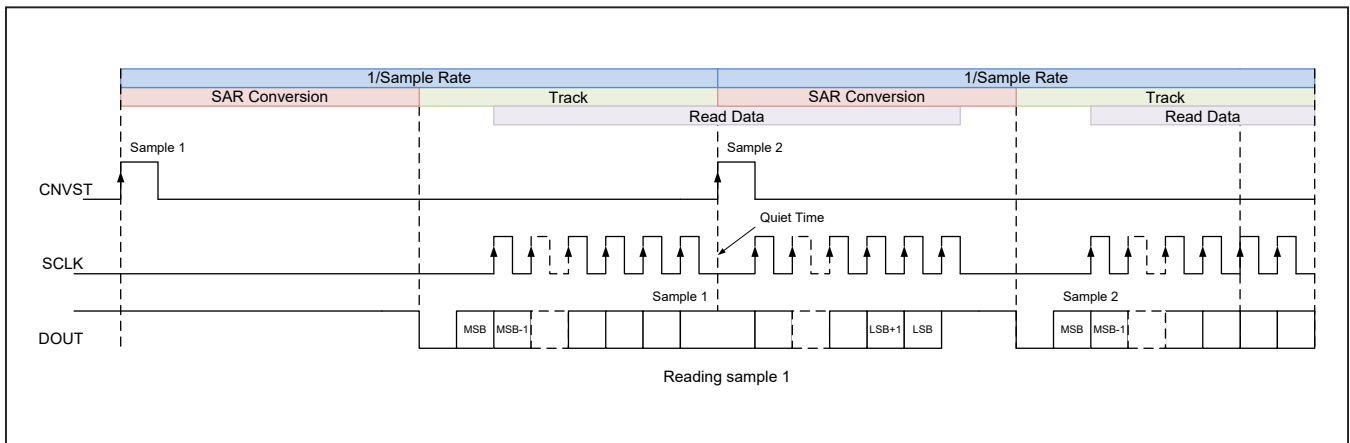 1/Sample Rate 1/Sample Rate
SAR Conversion Track SAR Conversion Track
Read Data Read Data
Sample 1 Sample 2
CNVST
Quiet Time
SCLK
Sample 1 Sample 2
DOUT MSB MSB-1 LSB+1 LSB MSB MSB-1
Reading sample 1